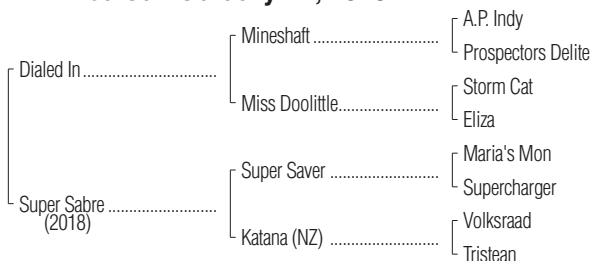 A.P. Indy
Mineshaft
Prospectors Delite
Dialed In
Storm Cat
Miss Doolittle
Eliza
Maria's Mon
Super Saver
Supercharger
Super Sabre
(2018)
Volksraad
Katana (NZ)
Tristean